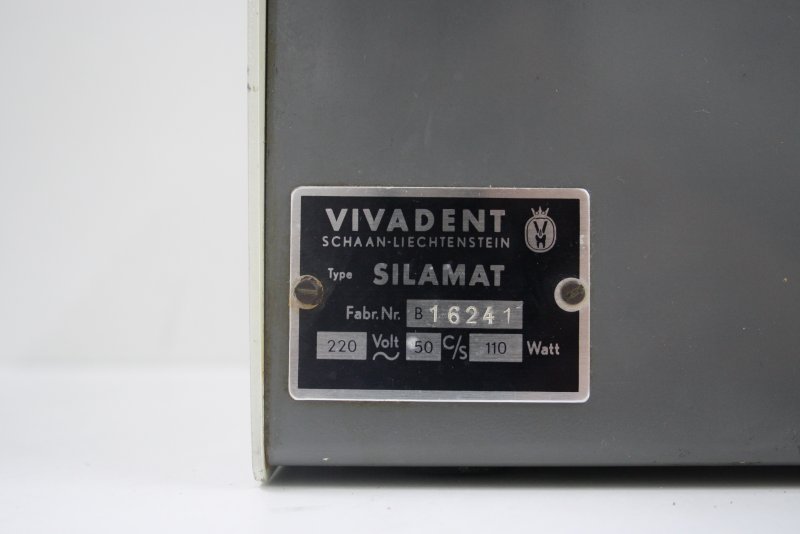 VIVADENT
SCHAAN-LIECHTENSTEIN
Type SILAMAT
Fabr. Nr. B 16241
220 Volt ~ 50 C/S 110 Watt